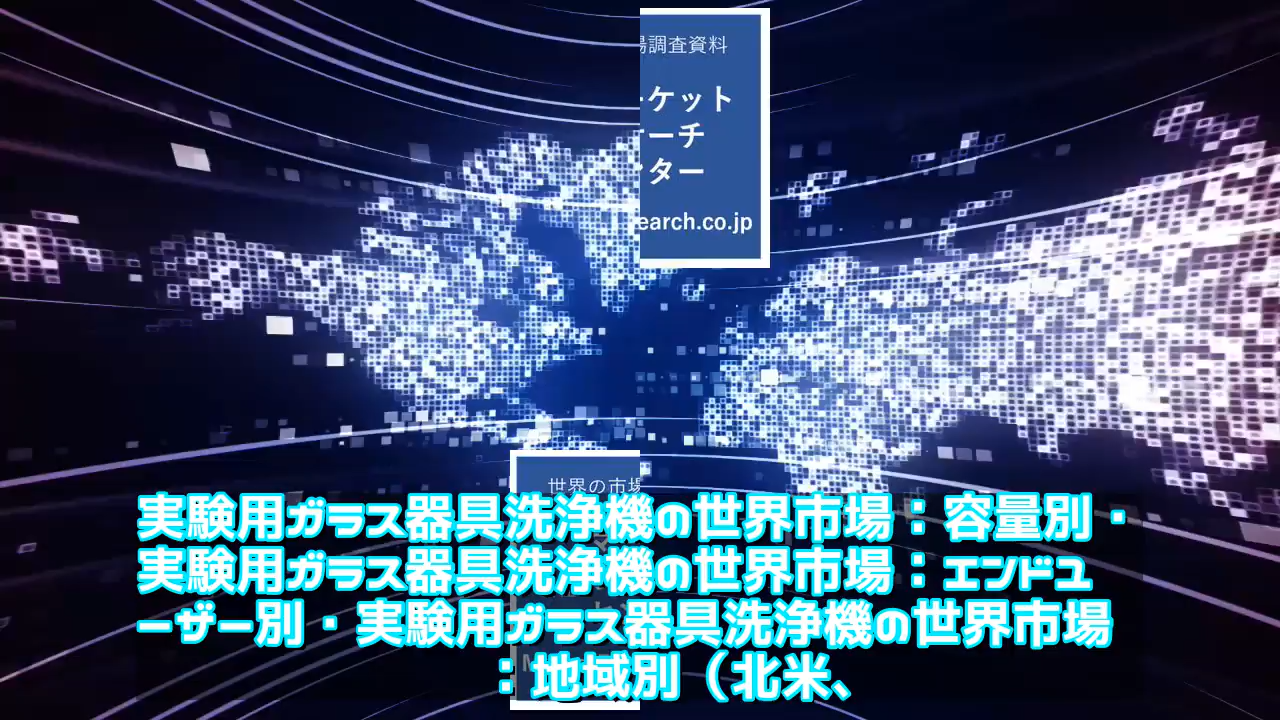 場調査資料
ーケット
サーチ
ンター
earch.co.jp
世界の市場
実験用ガラス器具洗浄機の世界市場：容量別・
実験用ガラス器具洗浄機の世界市場：エンドユ
ーザー別・実験用ガラス器具洗浄機の世界市場
：地域別（北米、